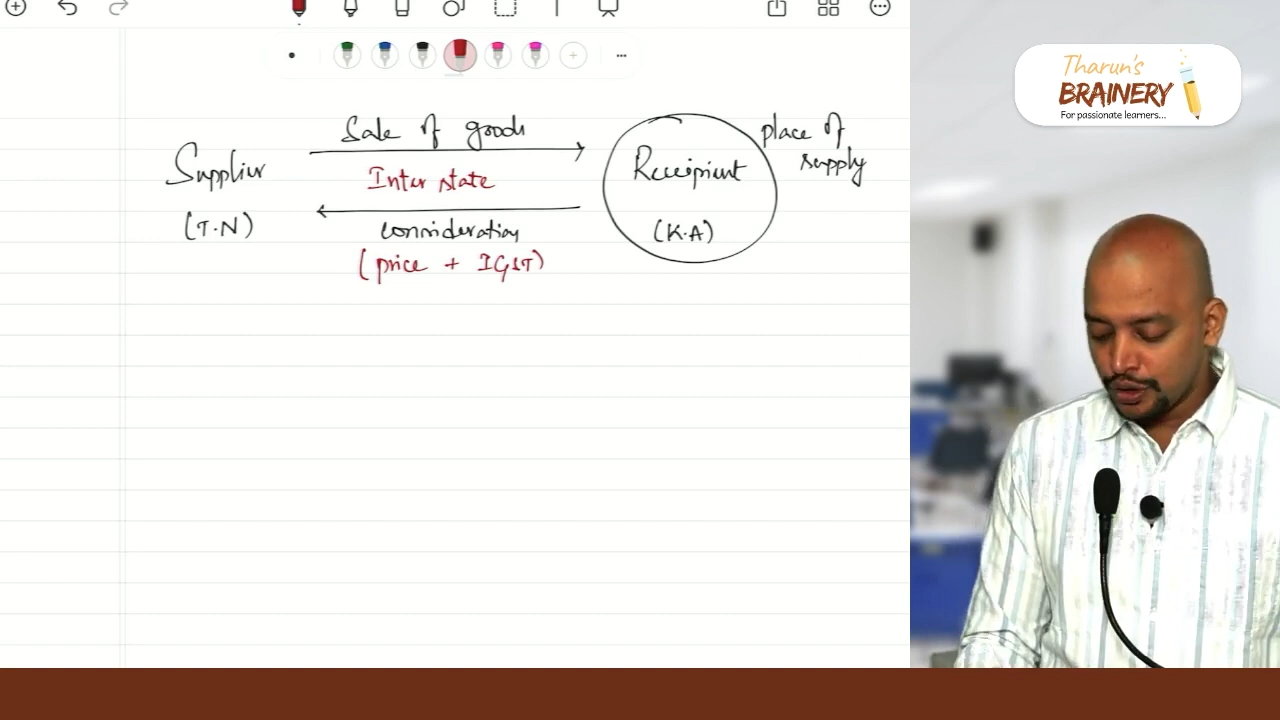 Sale of goods
Supplier
Inter state
Recipient
place of
supply
(T.N)
consideration
(K.A)
(price + IGST)
Tharun's
BRAINERY
For passionate learners...